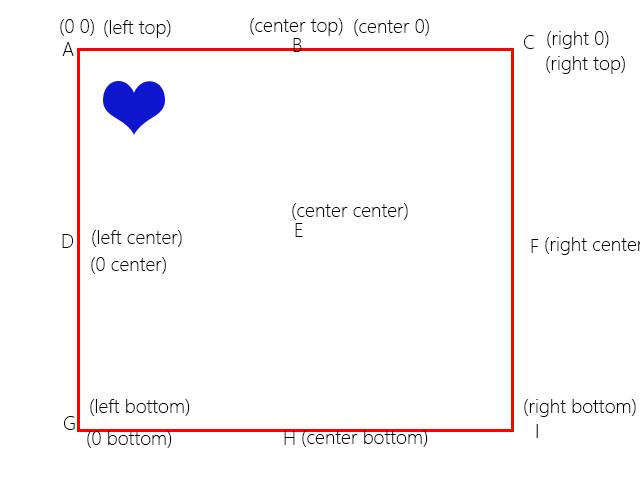 (0 0) (left top) (center top) (center 0)
A B C (right 0)
(right top)
(center center)
E
D (left center) F (right center
(0 center)
(left bottom) (right bottom)
G
(0 bottom) H (center bottom) I